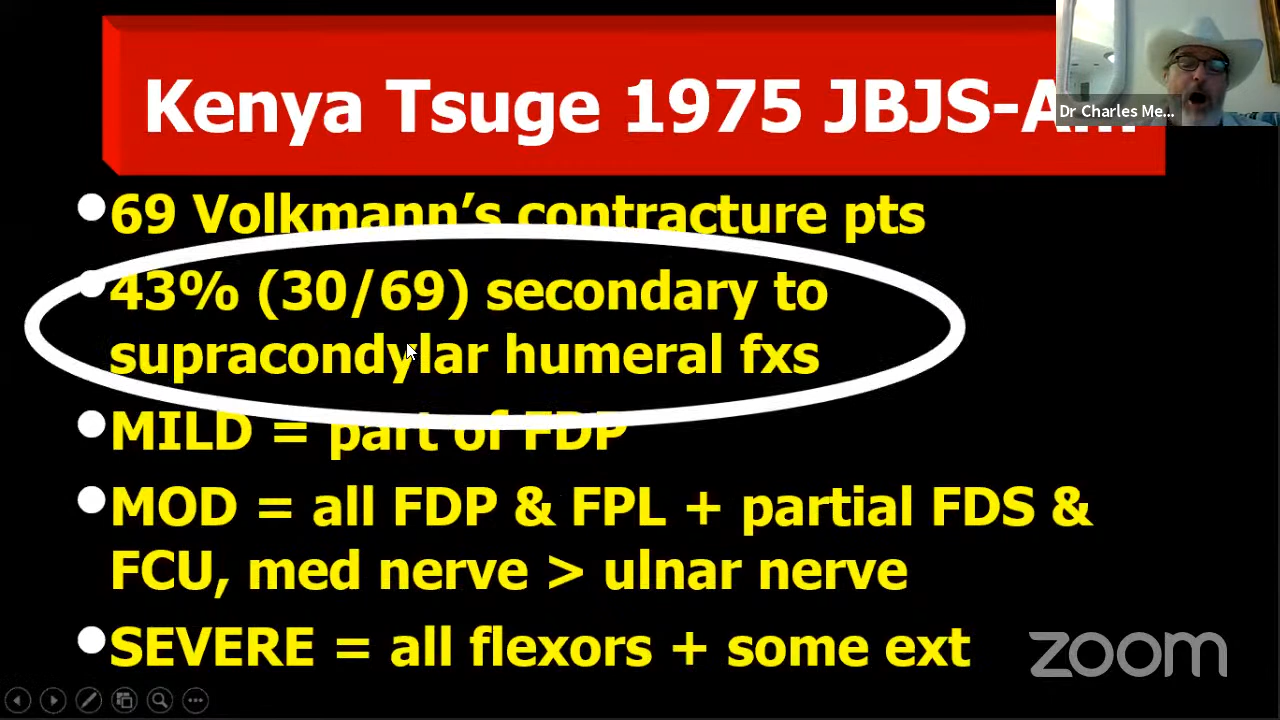 Kenya Tsuge 1975 JBJS-Am
Dr Charles Me...
69 Volkmann's contracture pts
43% (30/69) secondary to
supracondylar humeral fxs
MILD = part of FDP
MOD = all FDP & FPL + partial FDS &
FCU, med nerve > ulnar nerve
SEVERE = all flexors + some ext
zoom